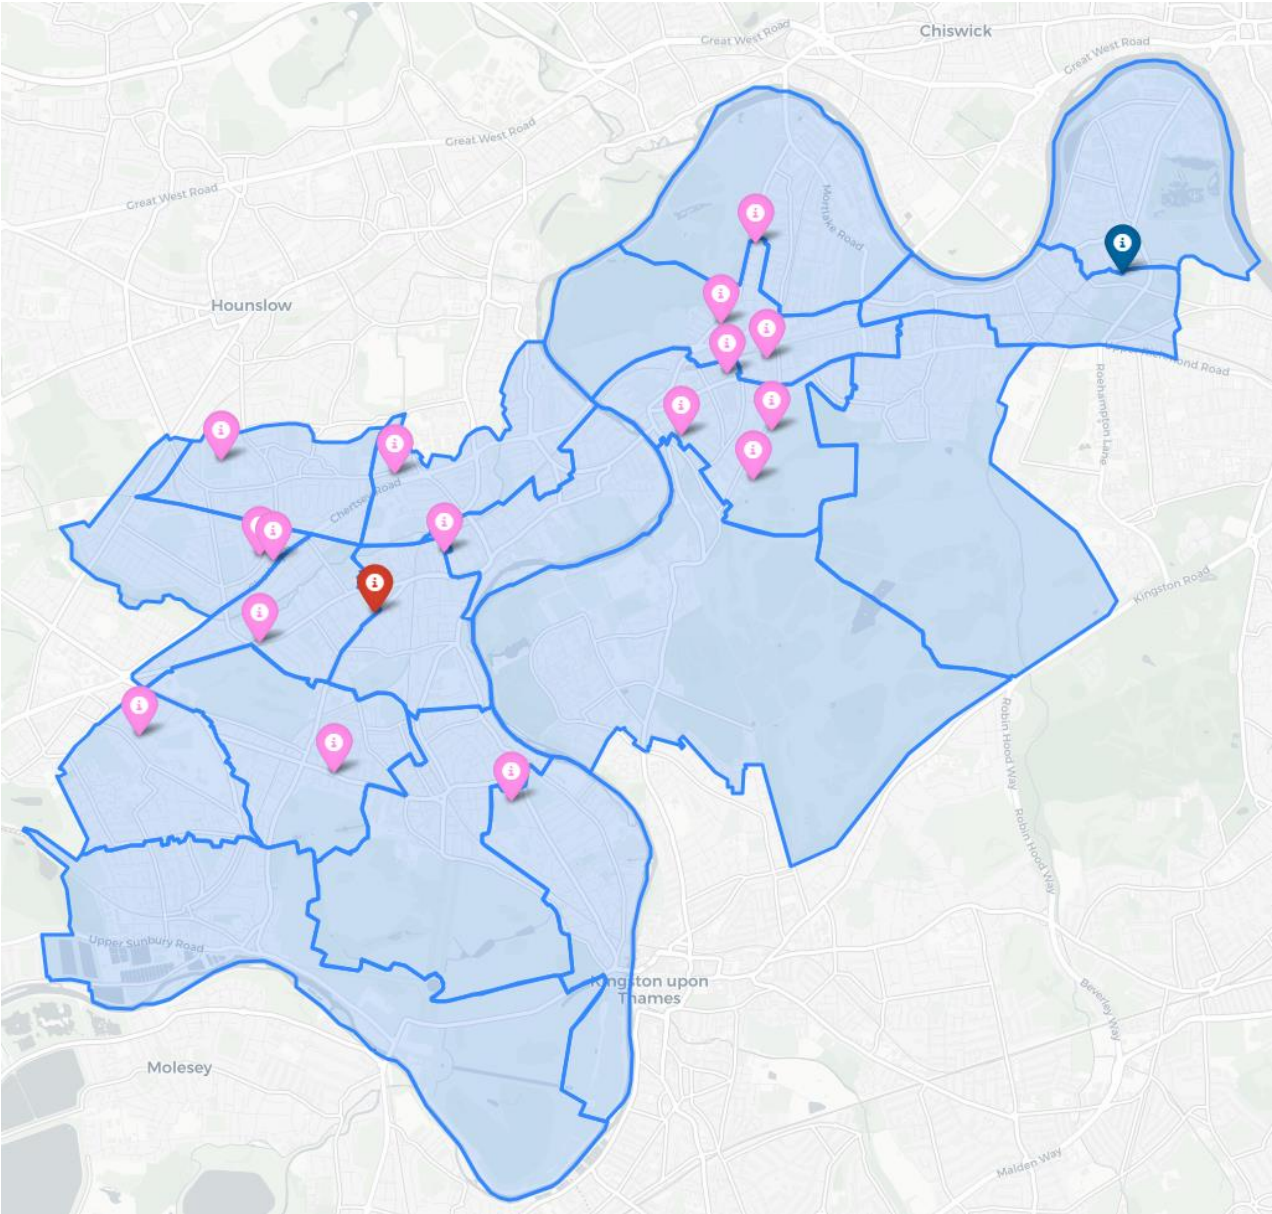 Chiswick
Great West Road
Great West Road
Great West Road
Great West Road
Mortlake Road
Hounslow
Upper Richmond Road
Roehampton Lane
Chertsey Road
Kingston Road
Robin Hood Way
Robin Hood Way
Upper Sunbury Road
Kingston upon
Thames
Beverley Way
Molesey
Malden Way